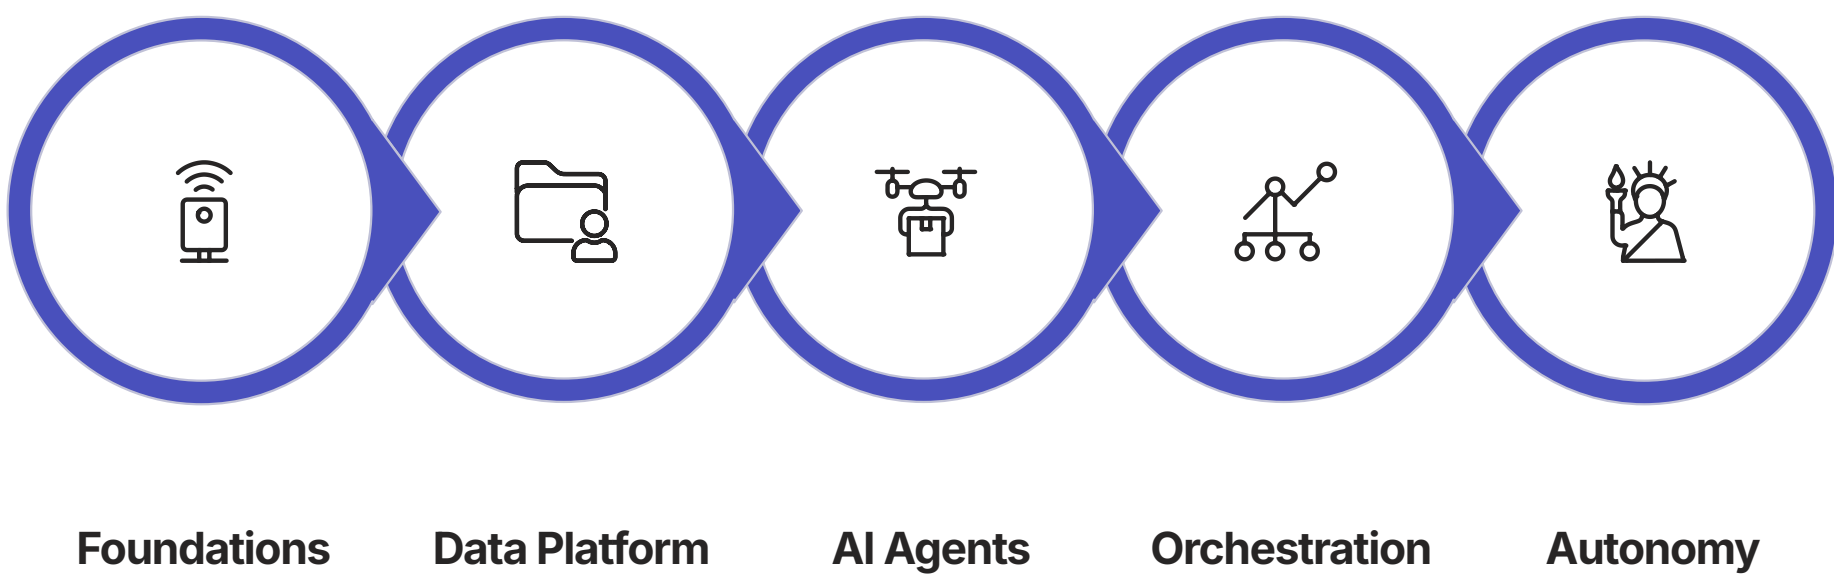 Foundations
Data Platform
AI Agents
Orchestration
Autonomy